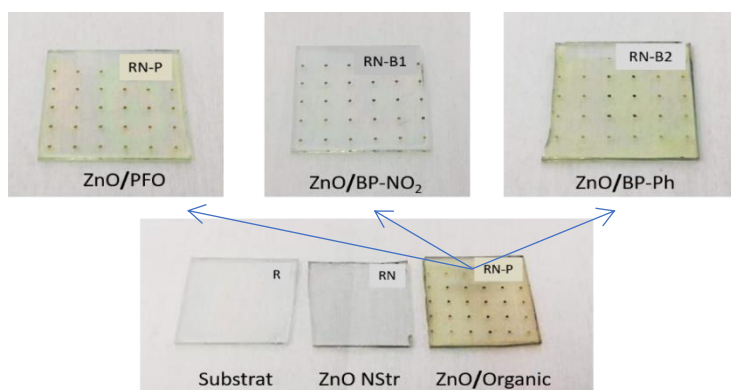 RN-P
RN-B1
RN-B2
ZnO/PFO
ZnO/BP-NO₂
ZnO/BP-Ph
R
RN
RN-P
Substrat
ZnO NStr
ZnO/Organic